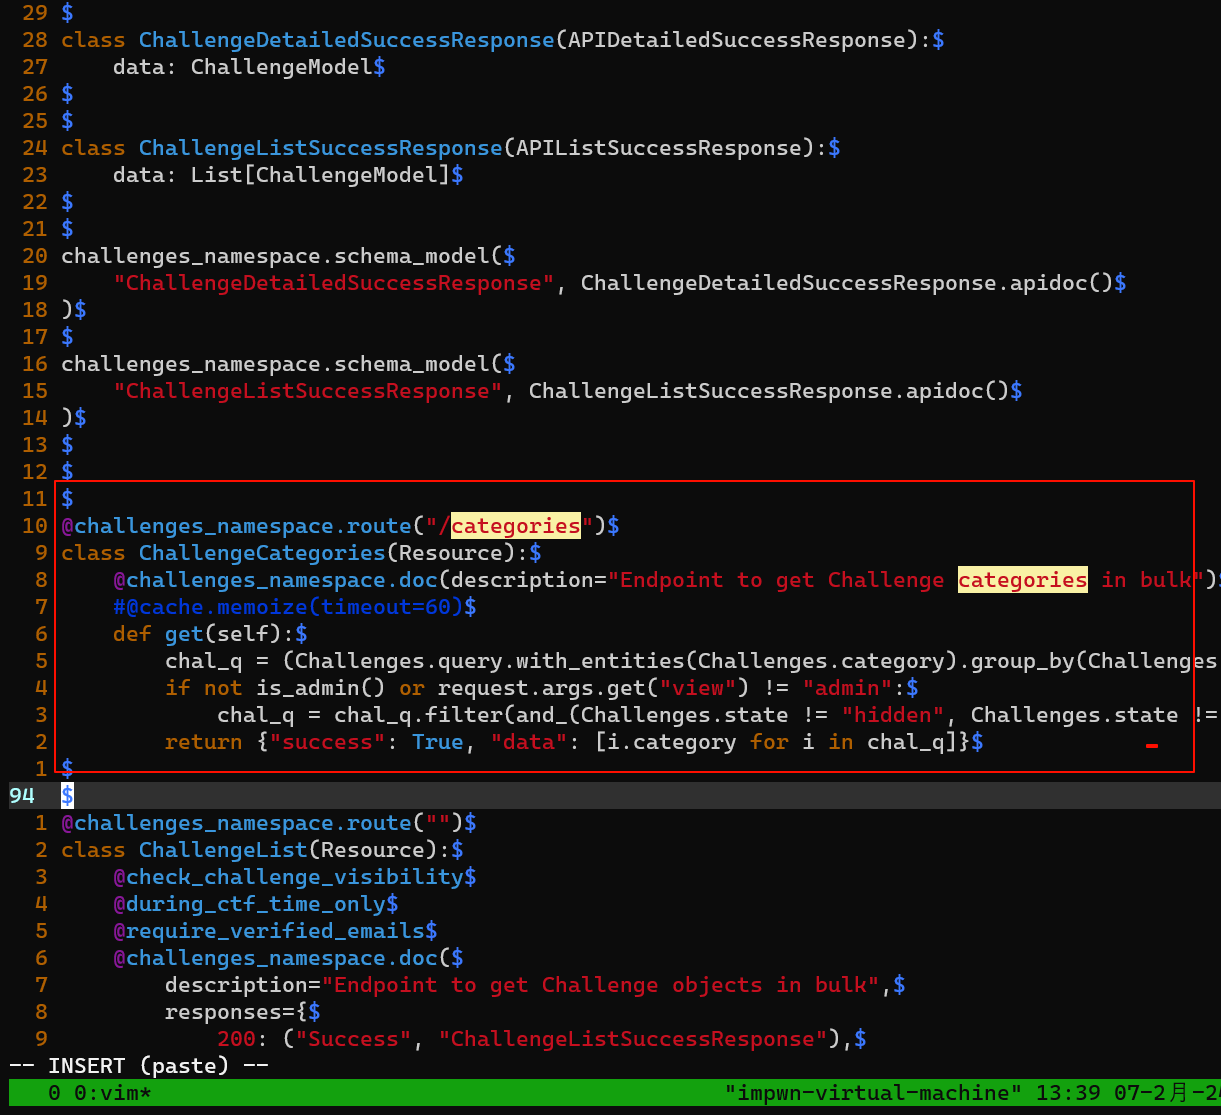 29 $
28 class ChallengeDetailedSuccessResponse(APIDetailedSuccessResponse):$
27     data: ChallengeModel$
26 $
25 $
24 class ChallengeListSuccessResponse(APIListSuccessResponse):$
23     data: List[ChallengeModel]$
22 $
21 $
20 challenges_namespace.schema_model($
19     "ChallengeDetailedSuccessResponse", ChallengeDetailedSuccessResponse.apidoc()$
18 )$
17 $
16 challenges_namespace.schema_model($
15     "ChallengeListSuccessResponse", ChallengeListSuccessResponse.apidoc()$
14 )$
13 $
12 $
11 $
10 @challenges_namespace.route("/categories")$
9 class ChallengeCategories(Resource):$
8     @challenges_namespace.doc(description="Endpoint to get Challenge categories in bulk")$
7     #@cache.memoize(timeout=60)$
6     def get(self):$
5         chal_q = (Challenges.query.with_entities(Challenges.category).group_by(Challenges
4         if not is_admin() or request.args.get("view") != "admin":$
3             chal_q = chal_q.filter(and_(Challenges.state != "hidden", Challenges.state !=
2         return {"success": True, "data": [i.category for i in chal_q]}$
1 $
94 $
1 @challenges_namespace.route("")$
2 class ChallengeList(Resource):$
3     @check_challenge_visibility$
4     @during_ctf_time_only$
5     @require_verified_emails$
6     @challenges_namespace.doc($
7         description="Endpoint to get Challenge objects in bulk",$
8         responses={$
9             200: ("Success", "ChallengeListSuccessResponse"),$
-- INSERT (paste) --
0 0:vim* "impwn-virtual-machine" 13:39 07-2月-2